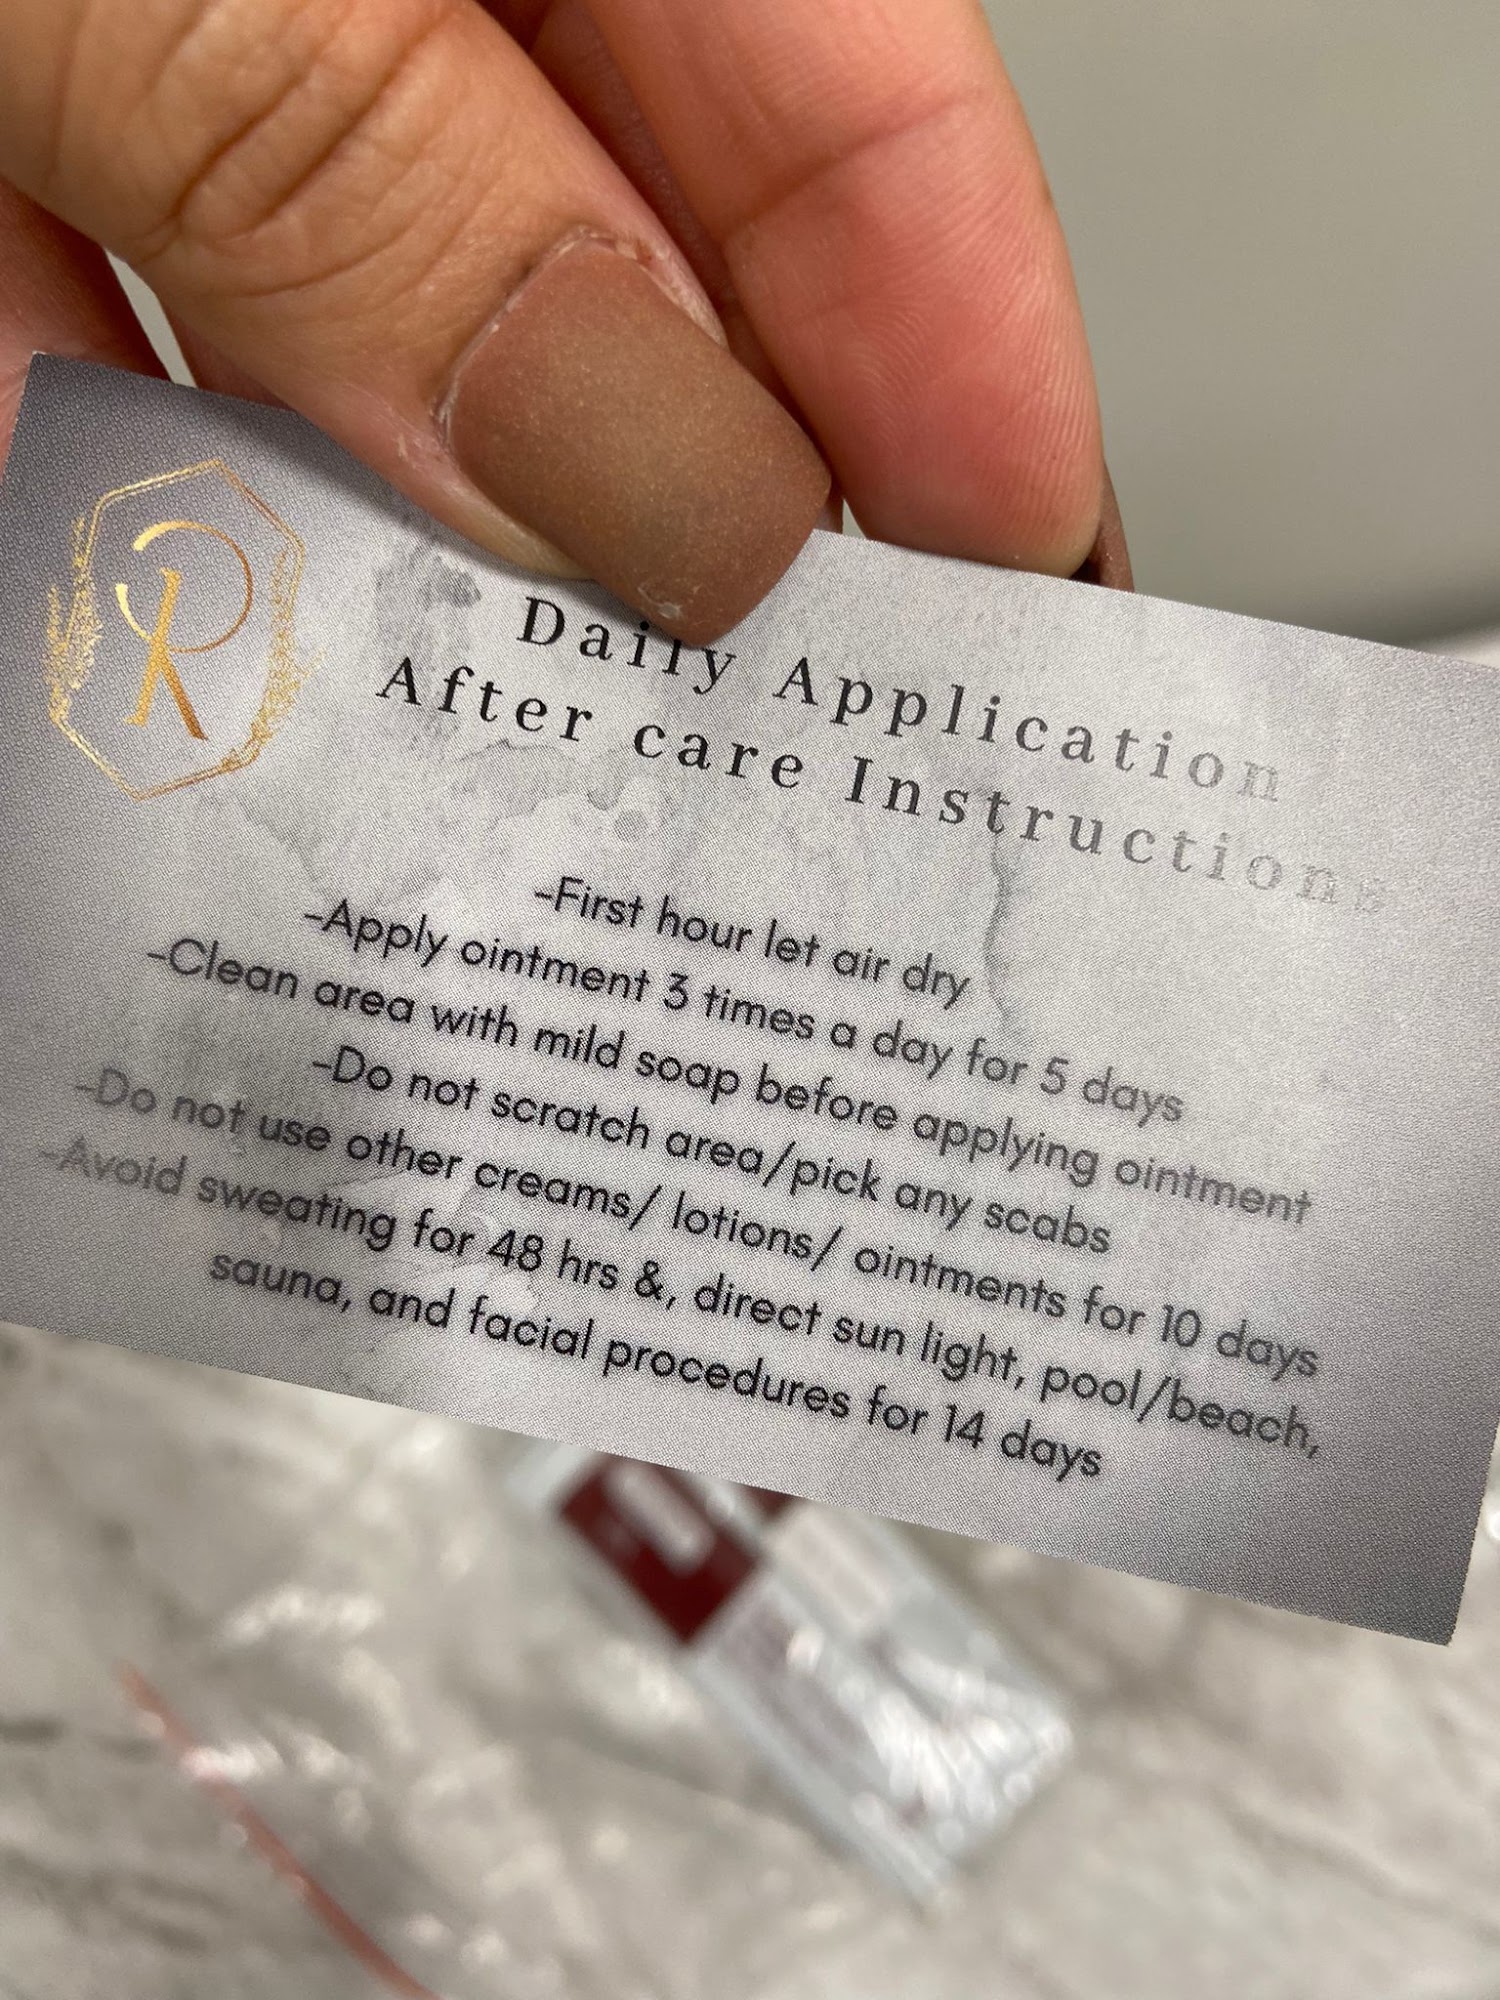 R
Daily Application
After care Instructions
-First hour let air dry
-Apply ointment 3 times a day for 5 days
-Clean area with mild soap before applying ointment
-Do not scratch area/pick any scabs
-Do not use other creams/ lotions/ ointments for 10 days
-Avoid sweating for 48 hrs &, direct sun light, pool/beach,
sauna, and facial procedures for 14 days